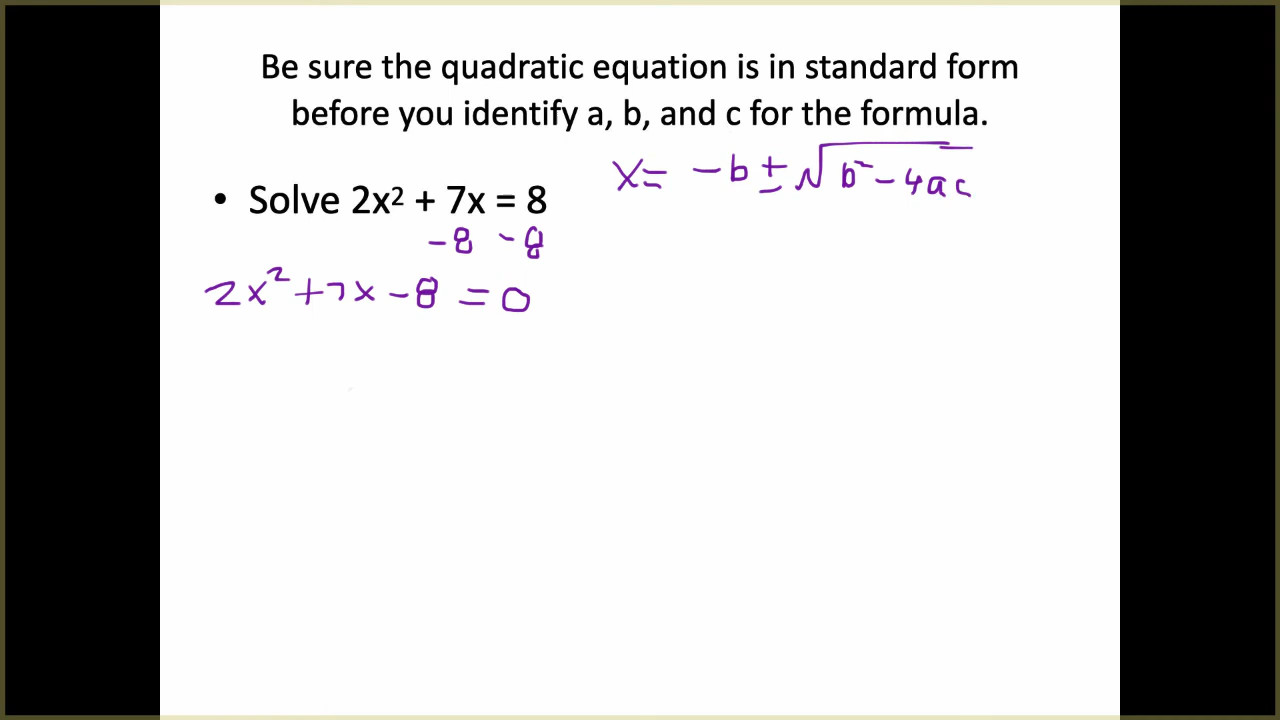 Be sure the quadratic equation is in standard form
before you identify a, b, and c for the formula.
x= -b ± √b² - 4ac
• Solve 2x² + 7x = 8
-8 -8
2x² +7x -8 = 0